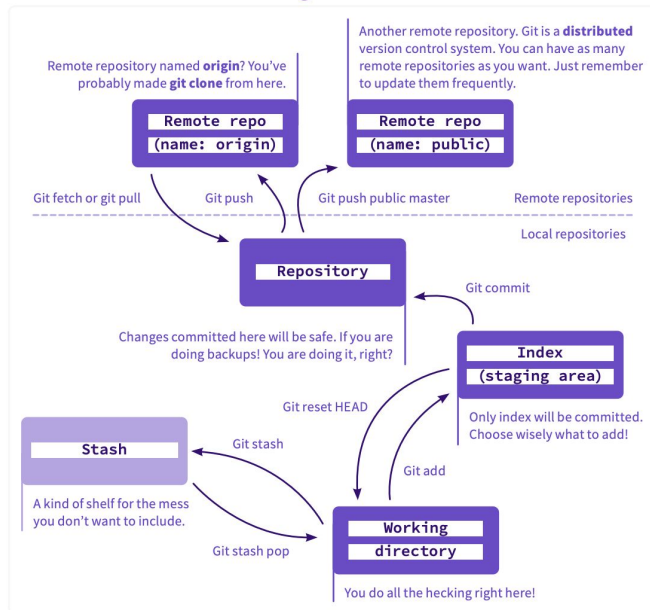 Another remote repository. Git is a distributed
version control system. You can have as many
remote repositories as you want. Just remember
to update them frequently.
Remote repository named origin? You've
probably made git clone from here.
Remote repo
(name: origin)
Remote repo
(name: public)
Git fetch or git pull
Git push
Git push public master
Remote repositories
Local repositories
Repository
Git commit
Changes committed here will be safe. If you are
doing backups! You are doing it, right?
Index
(staging area)
Git reset HEAD
Only index will be committed.
Choose wisely what to add!
Stash
Git stash
Git add
A kind of shelf for the mess
you don't want to include.
Git stash pop
Working
directory
You do all the hecking right here!